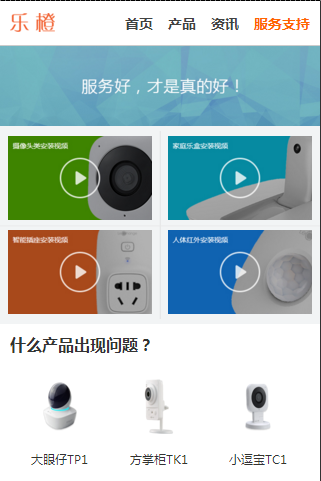 乐橙
首页 产品 资讯 服务支持
服务好，才是真的好！
摄像头类安装视频
家庭乐盒安装视频
智能插座安装视频
人体红外安装视频
什么产品出现问题？
大眼仔TP1 方掌柜TK1 小逗宝TC1